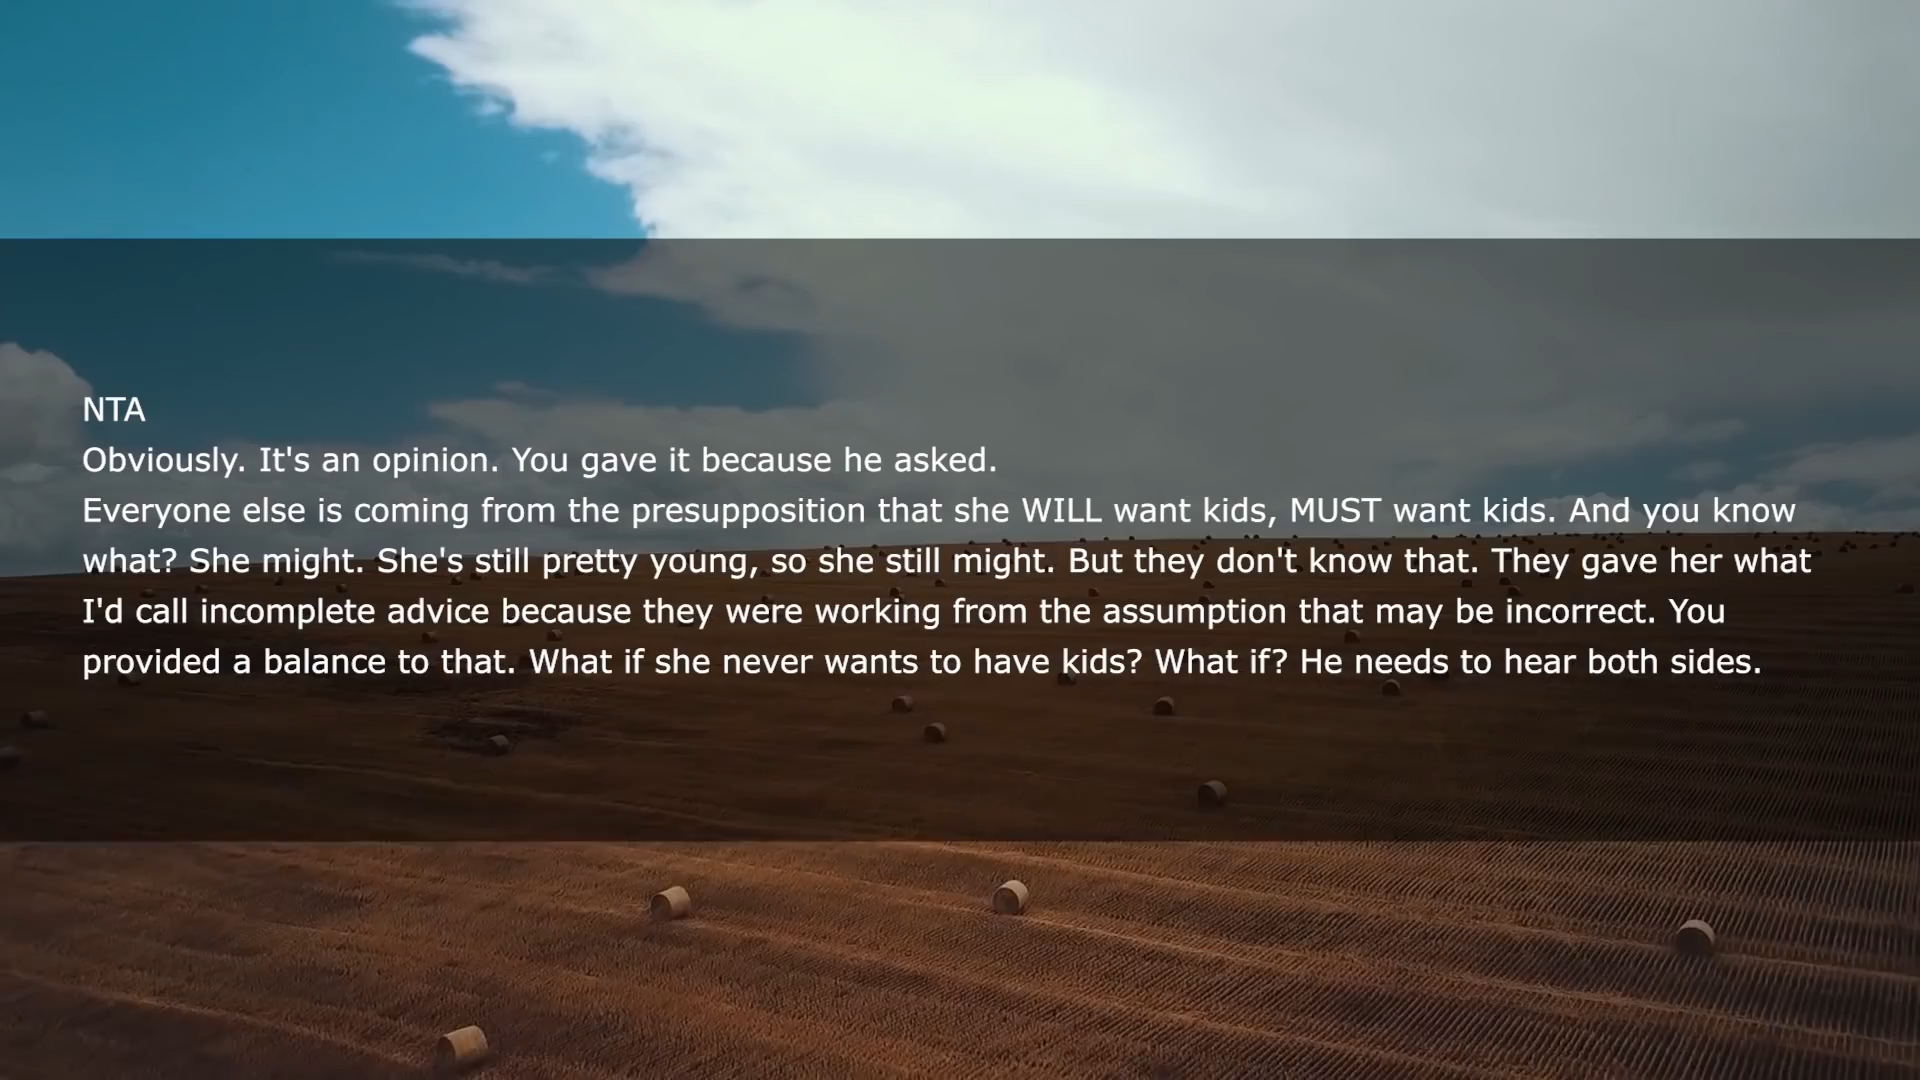 NTA
Obviously. It's an opinion. You gave it because he asked.
Everyone else is coming from the presupposition that she WILL want kids, MUST want kids. And you know
what? She might. She's still pretty young, so she still might. But they don't know that. They gave her what
I'd call incomplete advice because they were working from the assumption that may be incorrect. You
provided a balance to that. What if she never wants to have kids? What if? He needs to hear both sides.